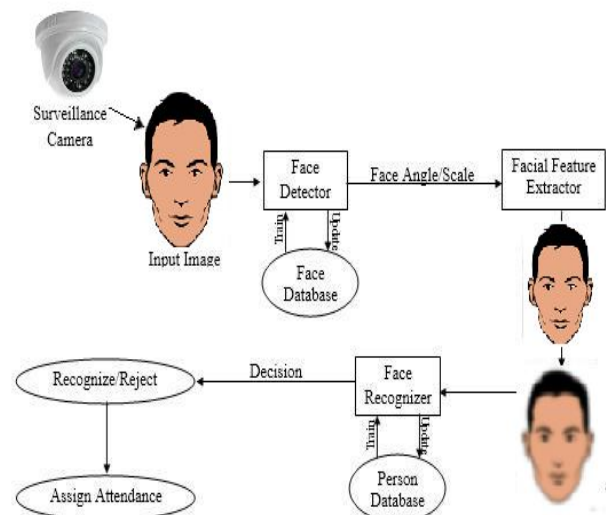 Surveillance
Camera
Input Image
Face
Detector
Face Angle/Scale
Facial Feature
Extractor
Train
Update
Face
Database
Recognize/Reject
Decision
Face
Recognizer
Train
Update
Person
Database
Assign Attendance